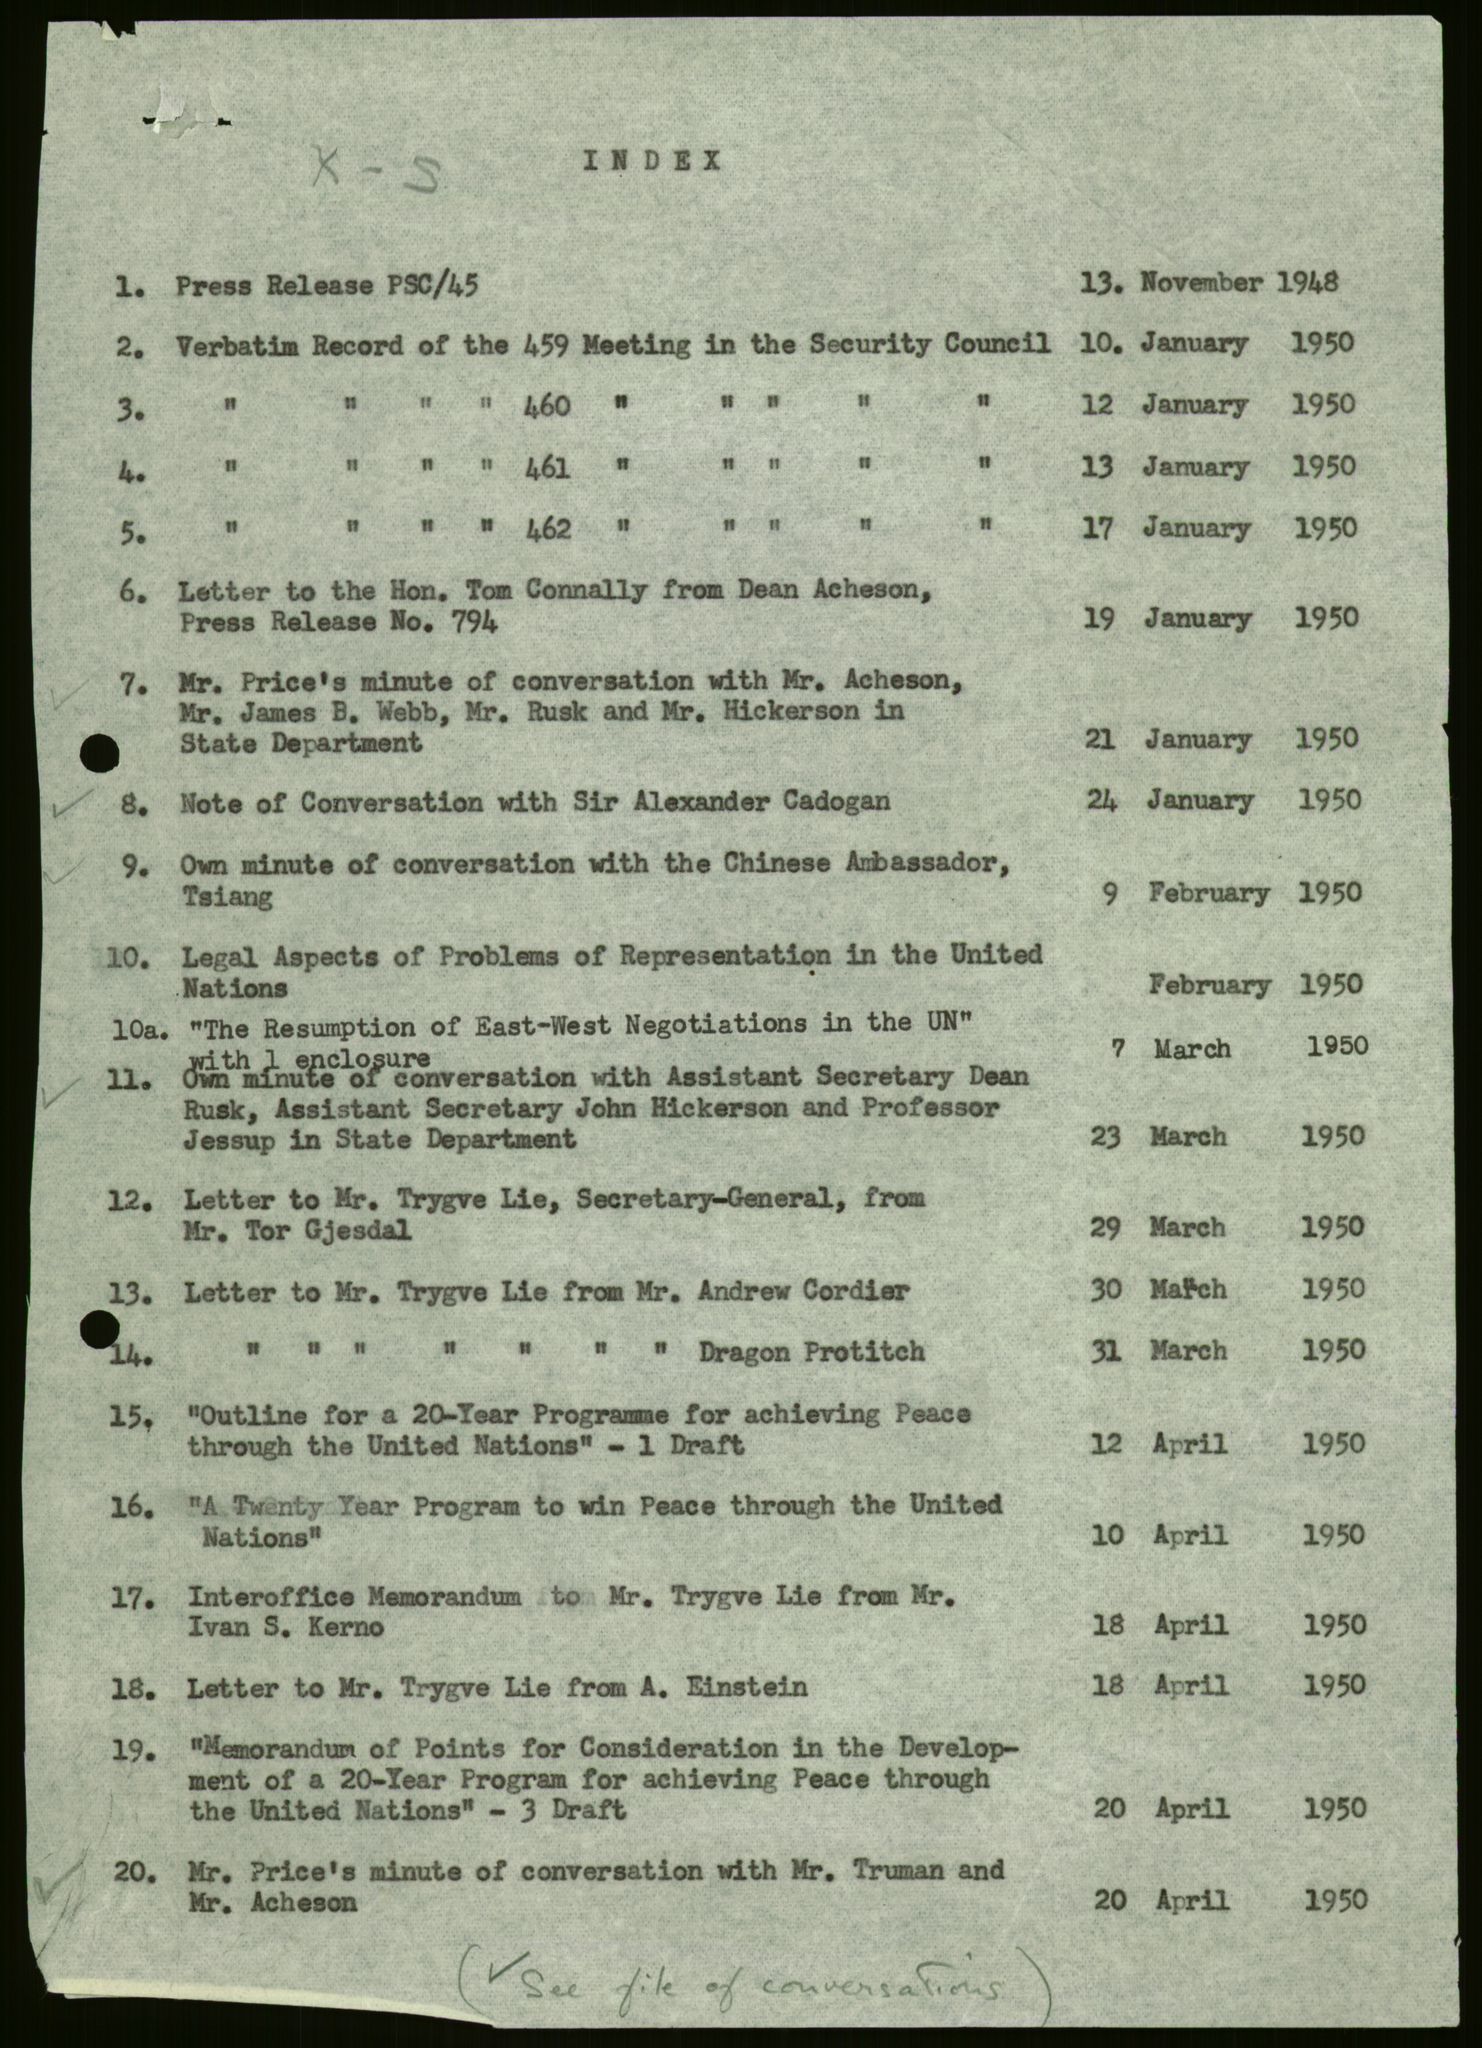 X - S
I N D E X
1. Press Release PSC/45 13. November 1948
2. Verbatim Record of the 459 Meeting in the Security Council 10. January 1950
3. " " " " 460 " " " " " 12 January 1950
4. " " " " 461 " " " " " 13 January 1950
5. " " " " 462 " " " " " 17 January 1950
6. Letter to the Hon. Tom Connally from Dean Acheson,
Press Release No. 794 19 January 1950
7. Mr. Price's minute of conversation with Mr. Acheson,
Mr. James B. Webb, Mr. Rusk and Mr. Hickerson in
State Department 21 January 1950
8. Note of Conversation with Sir Alexander Cadogan 24 January 1950
9. Own minute of conversation with the Chinese Ambassador,
Tsiang 9 February 1950
10. Legal Aspects of Problems of Representation in the United
Nations February 1950
10a. "The Resumption of East-West Negotiations in the UN"
with 1 enclosure 7 March 1950
11. Own minute of conversation with Assistant Secretary Dean
Rusk, Assistant Secretary John Hickerson and Professor
Jessup in State Department 23 March 1950
12. Letter to Mr. Trygve Lie, Secretary-General, from
Mr. Tor Gjesdal 29 March 1950
13. Letter to Mr. Trygve Lie from Mr. Andrew Cordier 30 March 1950
14. " " " " " " " Dragon Protitch 31 March 1950
15. "Outline for a 20-Year Programme for achieving Peace
through the United Nations" - 1 Draft 12 April 1950
16. "A Twenty Year Program to win Peace through the United
Nations" 10 April 1950
17. Interoffice Memorandum to Mr. Trygve Lie from Mr.
Ivan S. Kerno 18 April 1950
18. Letter to Mr. Trygve Lie from A. Einstein 18 April 1950
19. "Memorandum of Points for Consideration in the Develop-
ment of a 20-Year Program for achieving Peace through
the United Nations" - 3 Draft 20 April 1950
20. Mr. Price's minute of conversation with Mr. Truman and
Mr. Acheson 20 April 1950
(✓ See file of conversations)